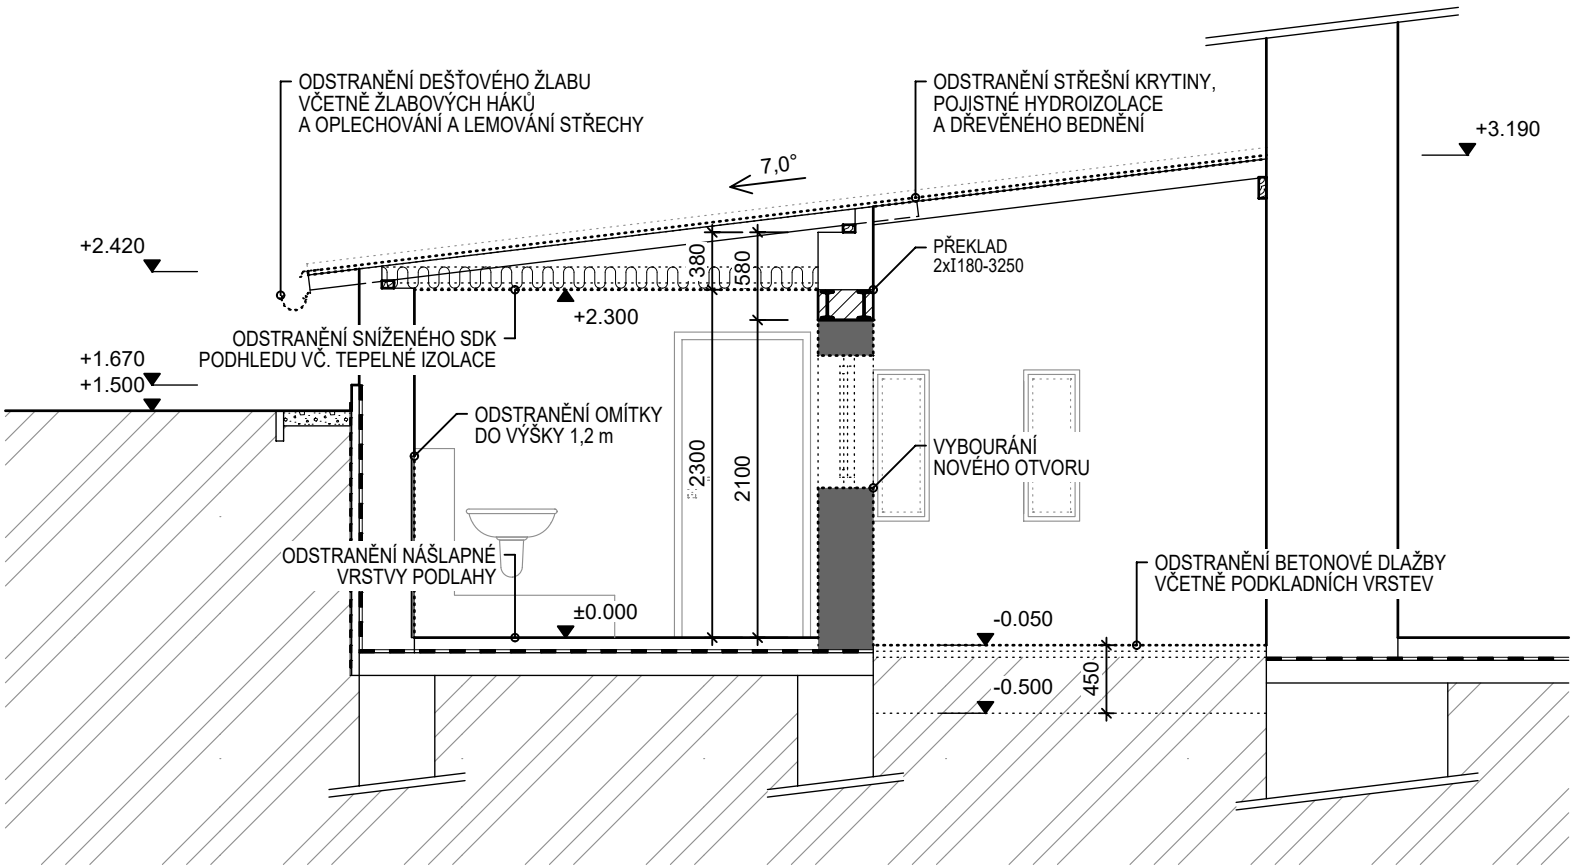 ODSTRANĚNÍ DEŠŤOVÉHO ŽLABU
VČETNĚ ŽLABOVÝCH HÁKŮ
A OPLECHOVÁNÍ A LEMOVÁNÍ STŘECHY
ODSTRANĚNÍ STŘEŠNÍ KRYTINY,
POJISTNÉ HYDROIZOLACE
A DŘEVĚNÉHO BEDNĚNÍ
+3.190
7,0°
+2.420
380
580
PŘEKLAD
2xI180-3250
+2.300
ODSTRANĚNÍ SNÍŽENÉHO SDK
PODHLEDU VČ. TEPELNÉ IZOLACE
+1.670
+1.500
ODSTRANĚNÍ OMÍTKY
DO VÝŠKY 1,2 m
2300
2100
VYBOURÁNÍ
NOVÉHO OTVORU
ODSTRANĚNÍ NÁŠLAPNÉ
VRSTVY PODLAHY
ODSTRANĚNÍ BETONOVÉ DLAŽBY
VČETNĚ PODKLADNÍCH VRSTEV
±0.000
-0.050
450
-0.500